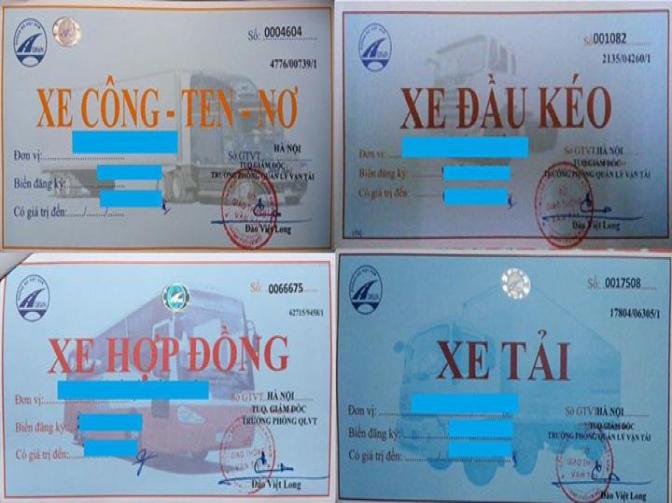 Số: 0004604
4776/00739/1
XE CÔNG - TEN - NƠ
Đơn vị:
Biển đăng ký:
Có giá trị đến:..../..../....
Sở GTVT HÀ NỘI
TUQ.GIÁM ĐỐC
TRƯỞNG PHÒNG QUẢN LÝ VẬN TẢI
Đào Việt Long
Số: 001082
2135/04260/1
XE ĐẦU KÉO
Đơn vị:
Biển đăng ký:
Có giá trị đến:
Sở GTVT HÀ NỘI
TUQ.GIÁM ĐỐC
TRƯỞNG PHÒNG QUẢN LÝ VẬN TẢI
Đào Việt Long
Số: 0066675
62715/9458/1
XE HỢP ĐỒNG
Đơn vị:
Biển đăng ký:
Có giá trị đến:
Sở GTVT. HÀ NỘI
TUQ. GIÁM ĐỐC
TRƯỞNG PHÒNG QLVT
Đào Việt Long
Số: 0017508
17804/06305/1
XE TẢI
Đơn vị:
Biển đăng ký:
Có giá trị đến:
Sở GTVT HÀ NỘI
TUQ.GIÁM ĐỐC
TRƯỞNG PHÒNG QUẢN LÝ VẬN TẢI
Đào Việt Long